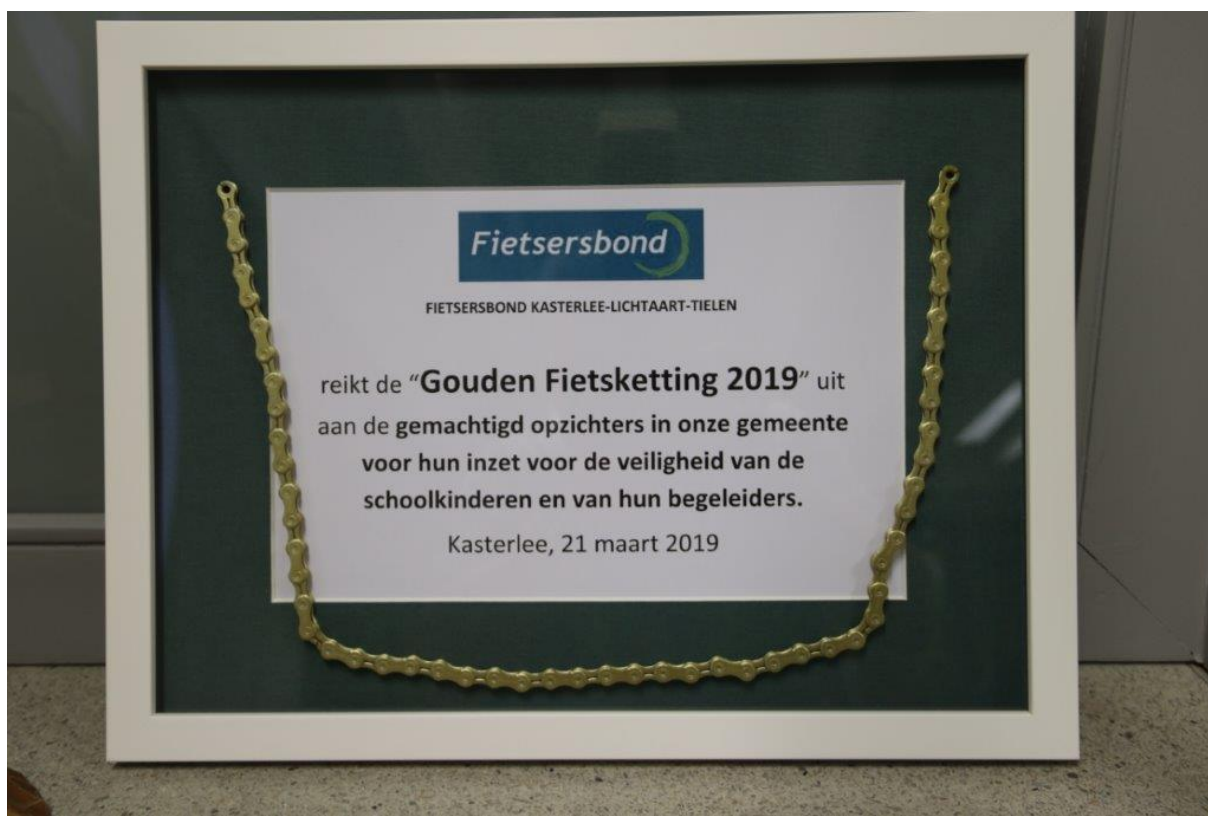 Fietsersbond
FIETSERSBOND KASTERLEE-LICHTAART-TIELEN
reikt de “Gouden Fietsketting 2019” uit
aan de gemachtigd opzichters in onze gemeente
voor hun inzet voor de veiligheid van de
schoolkinderen en van hun begeleiders.
Kasterlee, 21 maart 2019